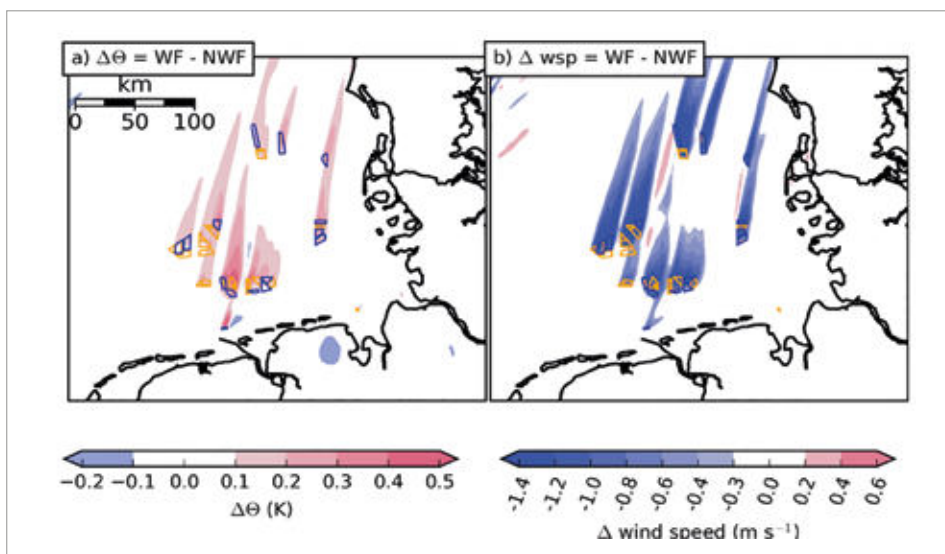 a) ΔΘ = WF - NWF
km
0 50 100
b) Δ wsp = WF - NWF
−0.2 −0.1 0.0 0.1 0.2 0.3 0.4 0.5
ΔΘ (K)
-1.4 -1.2 -1.0 -0.8 -0.6 -0.4 -0.2 0.0 0.2 0.4 0.6
Δ wind speed (m s⁻¹)